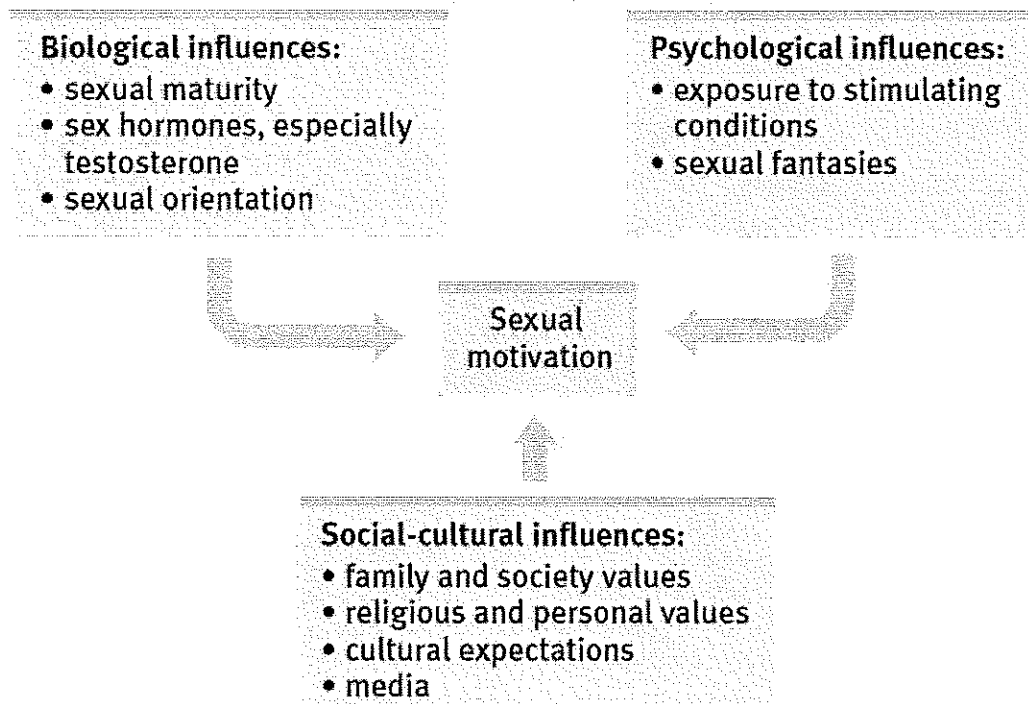 Biological influences:
• sexual maturity
• sex hormones, especially
testosterone
• sexual orientation
Psychological influences:
• exposure to stimulating
conditions
• sexual fantasies
Sexual
motivation
Social-cultural influences:
• family and society values
• religious and personal values
• cultural expectations
• media